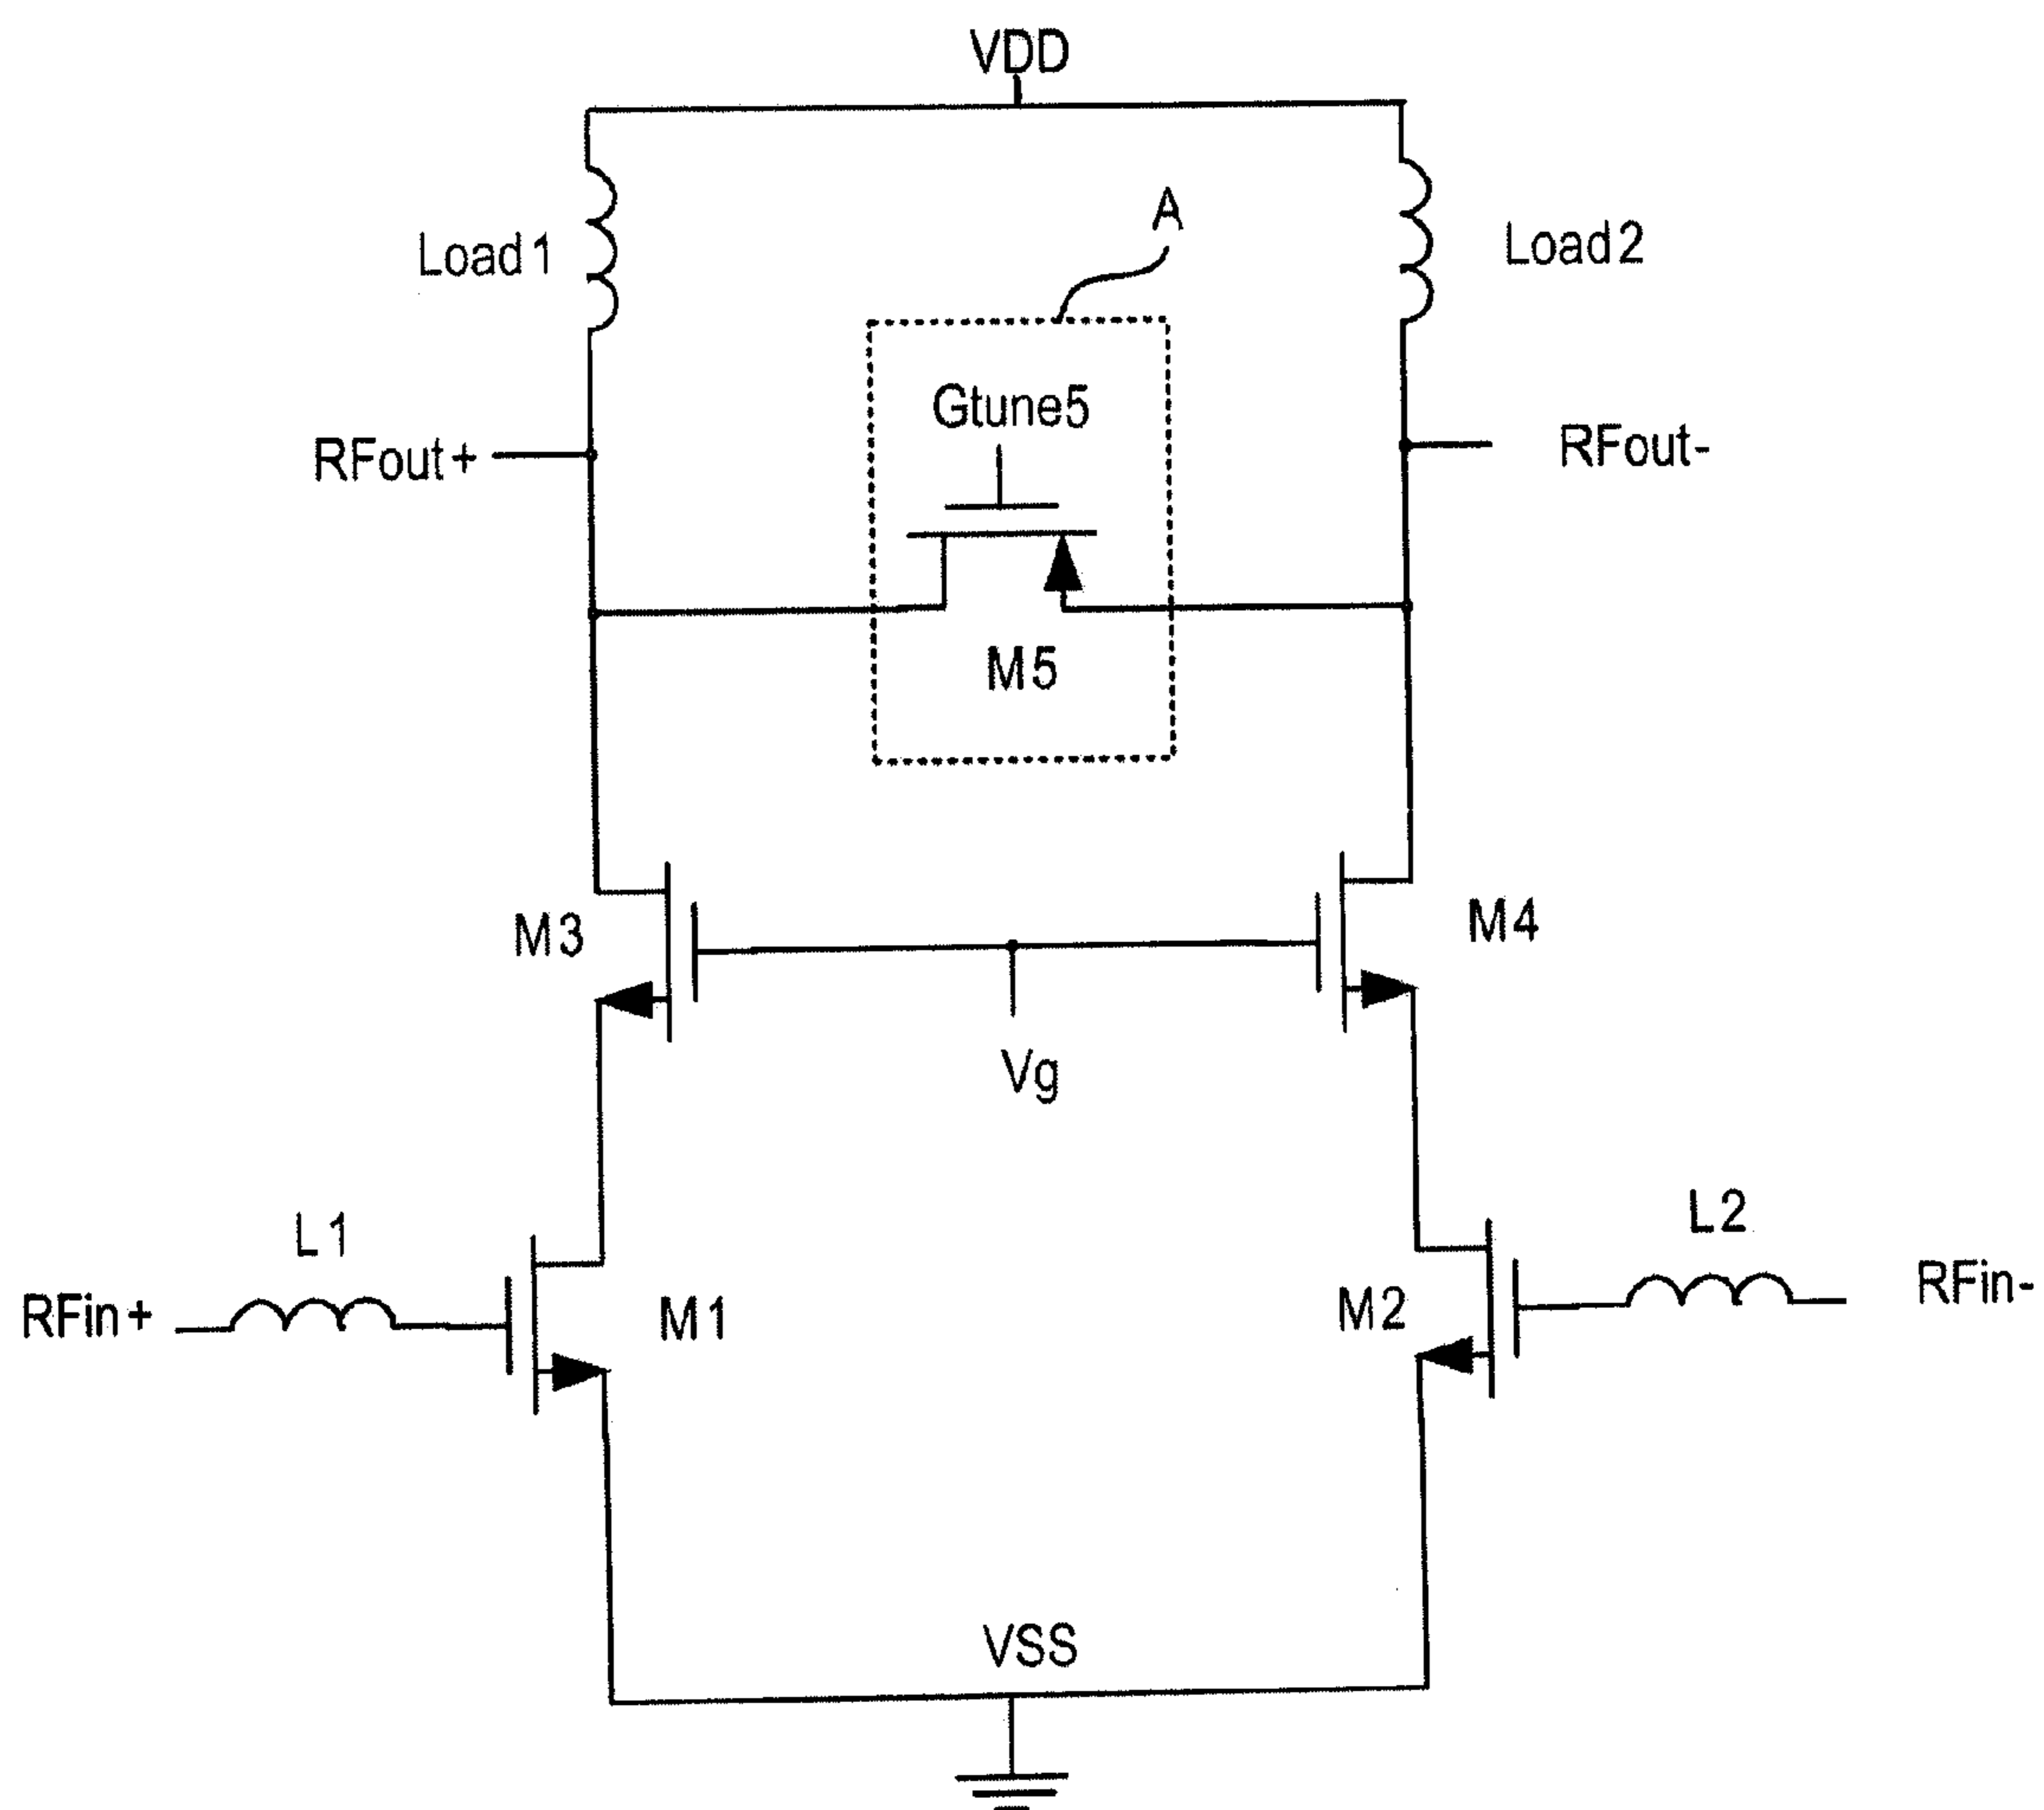 VDD
A
Load1
Load2
Gtune5
RFout+
RFout-
M5
M3
M4
Vg
L1
L2
RFin+
M1
M2
RFin-
VSS